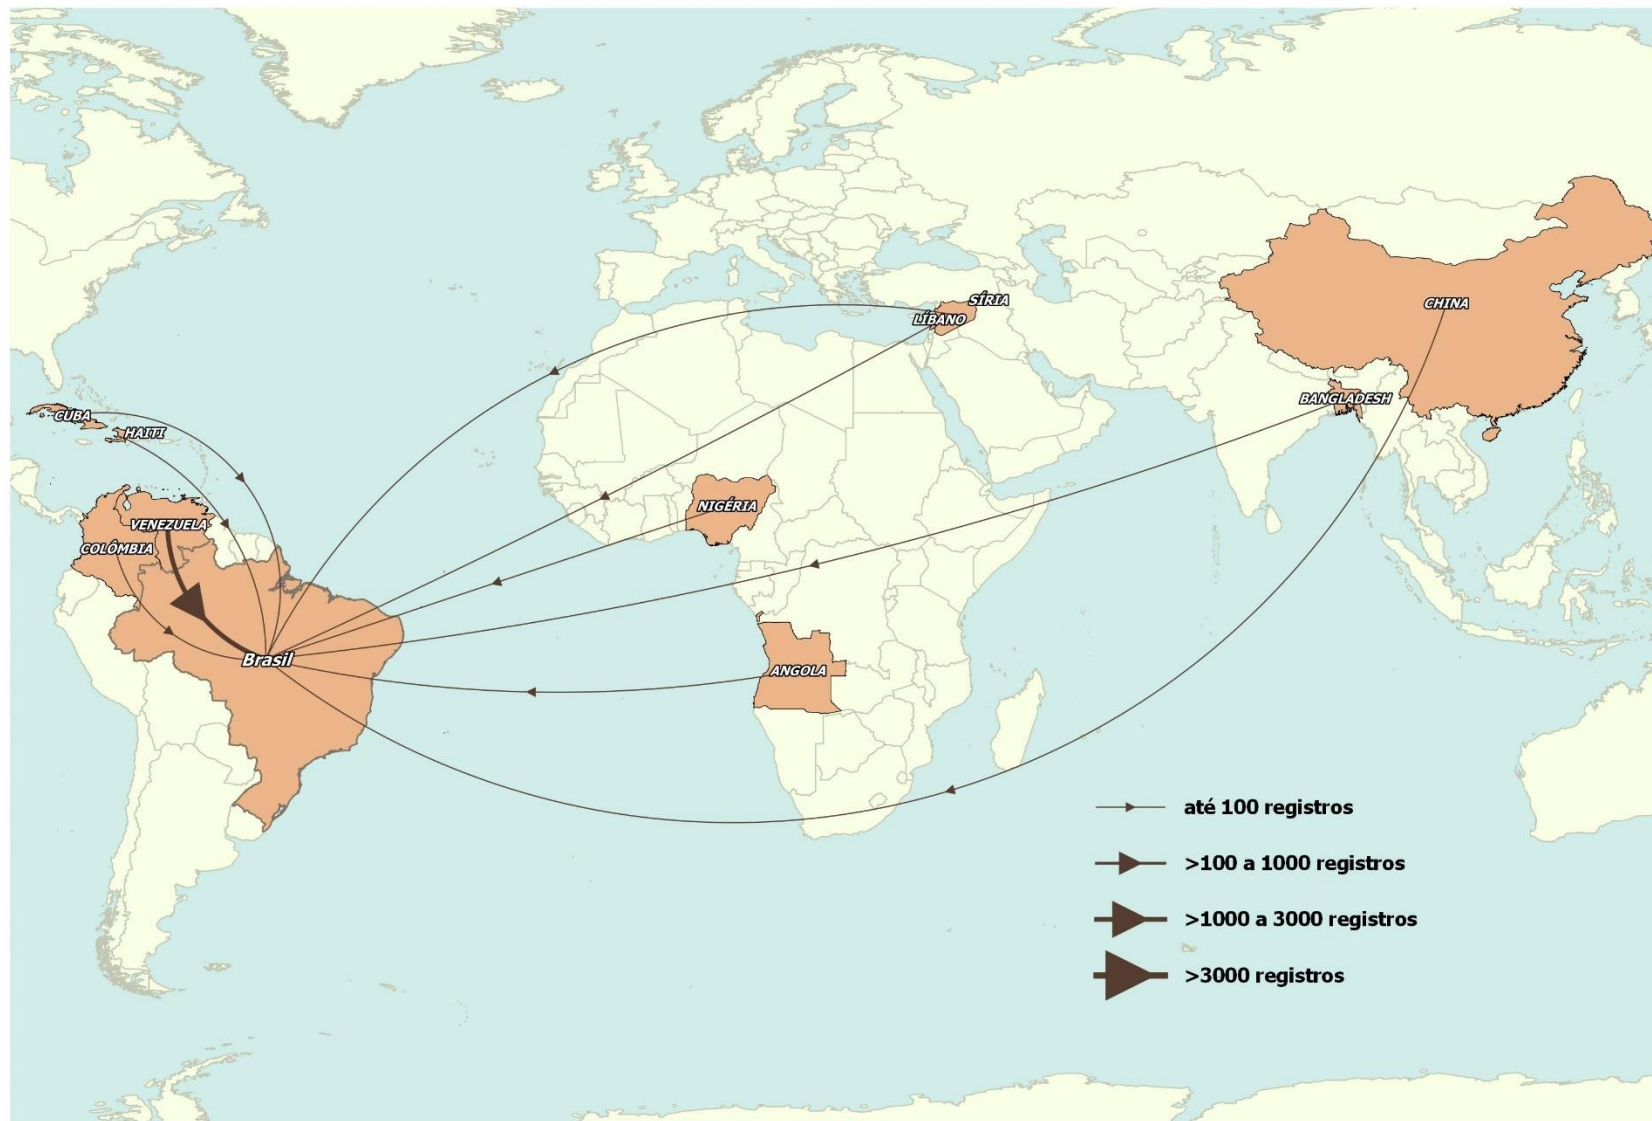 SÍRIA
LÍBANO
CHINA
BANGLADESH
CUBA
HAITI
NIGÉRIA
VENEZUELA
COLÔMBIA
Brasil
ANGOLA
até 100 registros
>100 a 1000 registros
>1000 a 3000 registros
>3000 registros